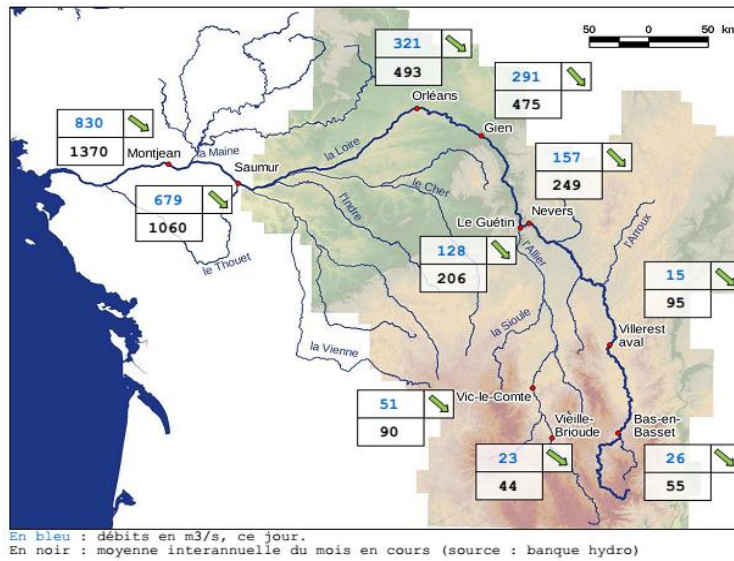 50 0 50 km
321
493
291
475
Orléans
Gien
830
1370
Montjean
la Maine
Saumur
la Loire
157
249
679
1060
le Cher
l'Indre
Le Guétin
Nevers
l'Allier
l'Arroux
128
206
le Thouet
15
95
la Sioule
Villerest
aval
la Vienne
51
90
Vic-le-Comte
Vieille-
Brioude
Bas-en-
Basset
23
44
26
55
En bleu : débits en m3/s, ce jour.
En noir : moyenne interannuelle du mois en cours (source : banque hydro)